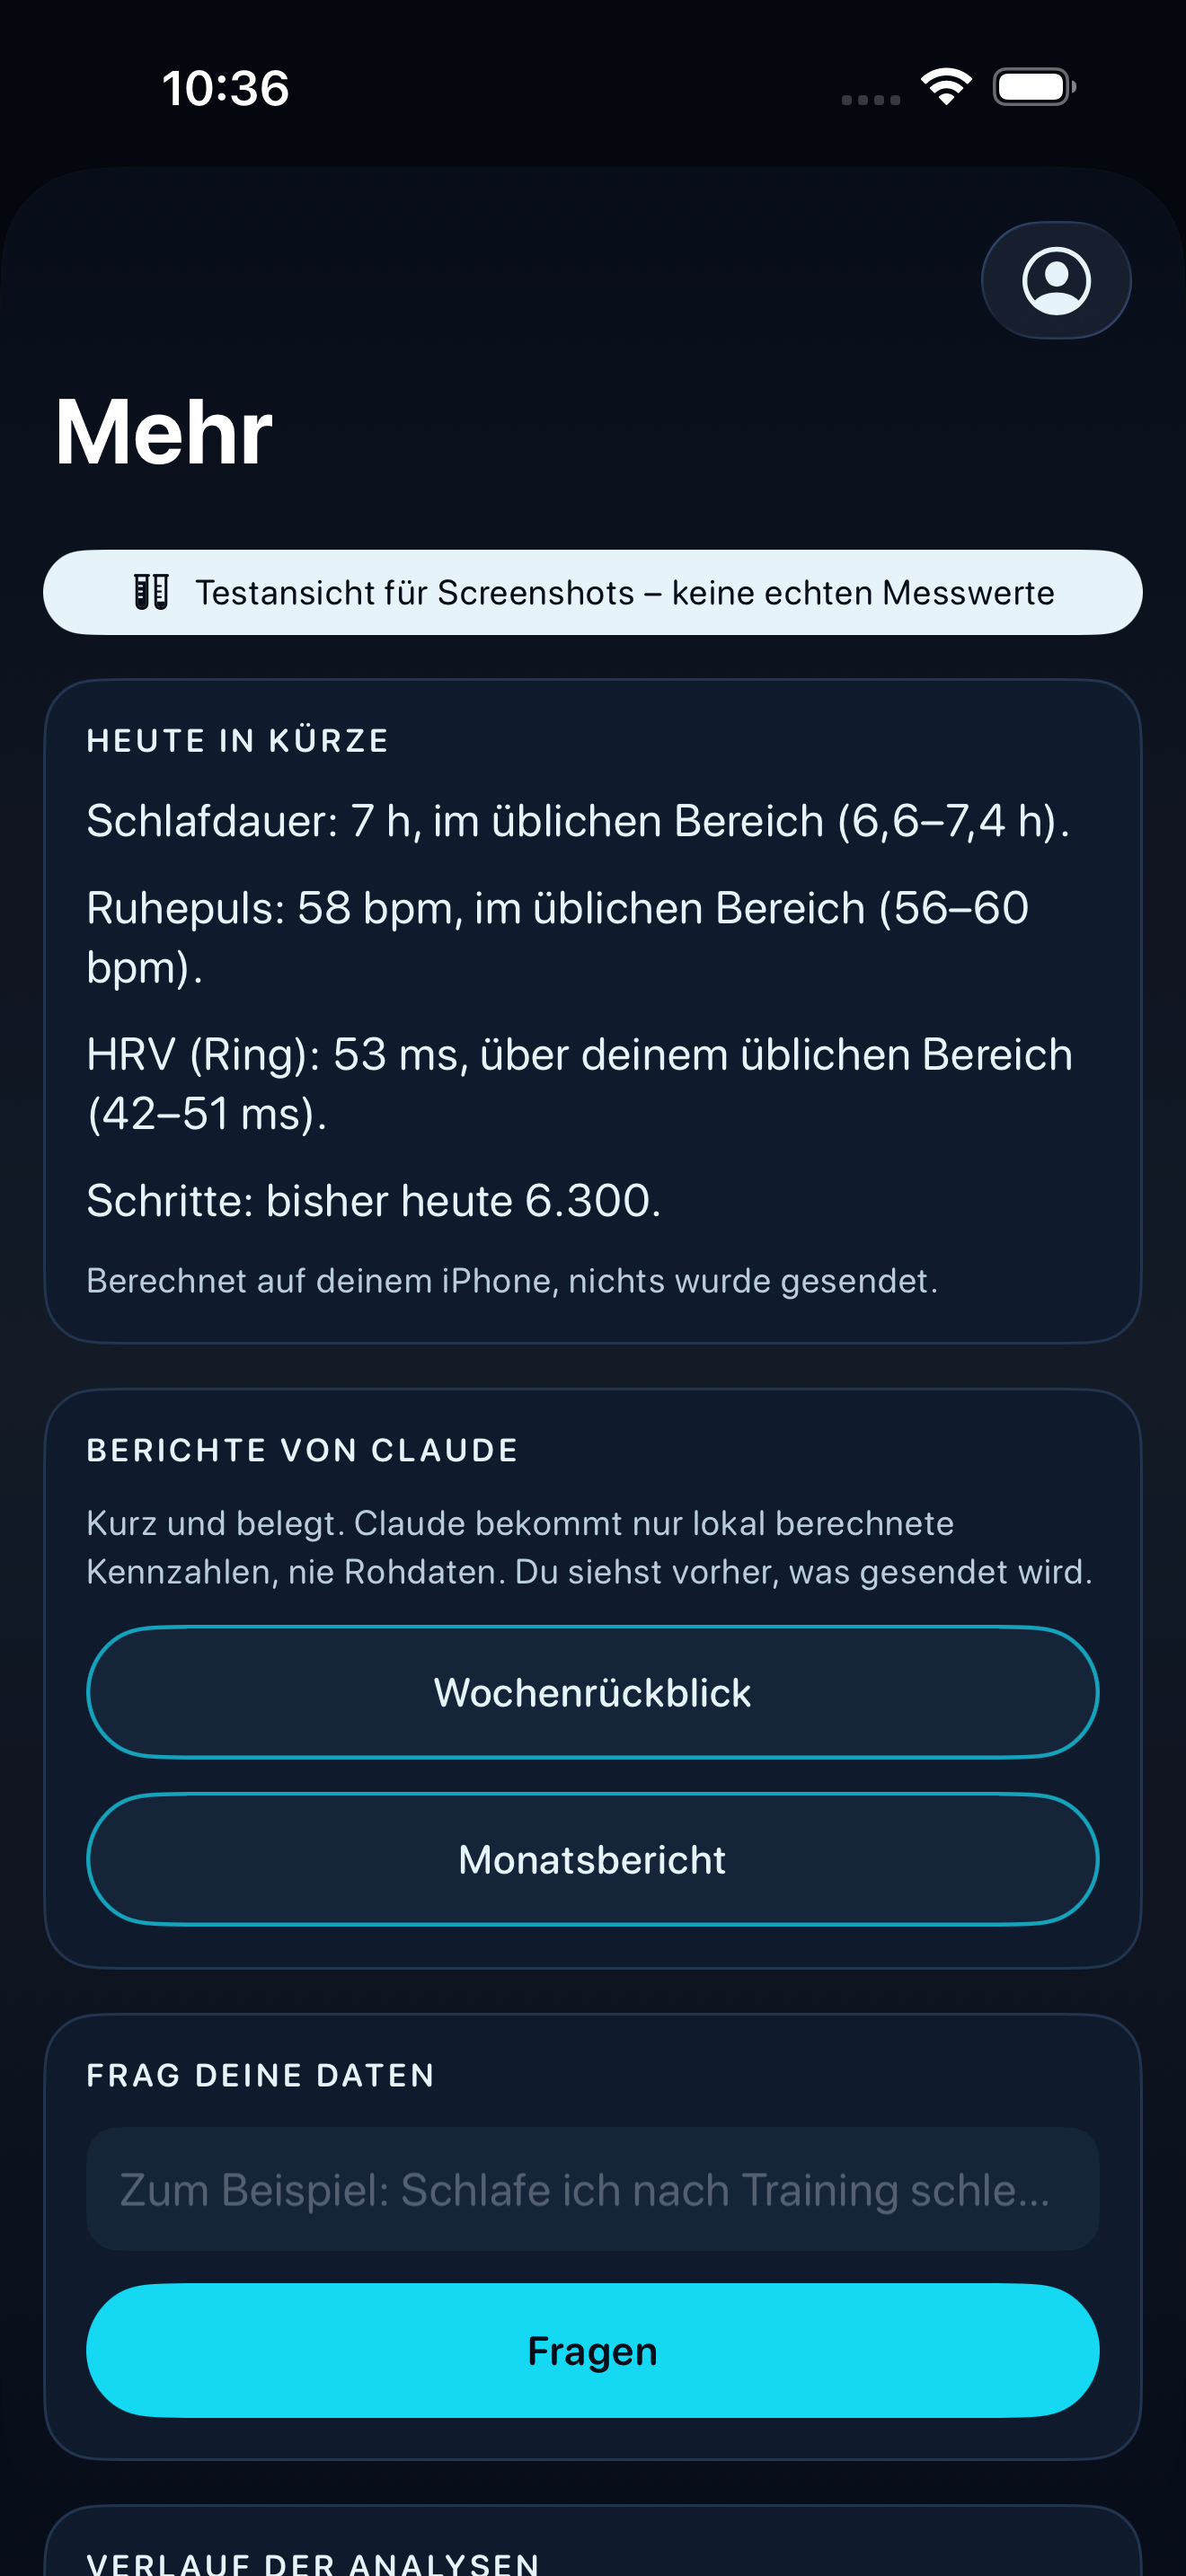 10:36
Mehr
Testansicht für Screenshots – keine echten Messwerte
HEUTE IN KÜRZE
Schlafdauer: 7 h, im üblichen Bereich (6,6–7,4 h).
Ruhepuls: 58 bpm, im üblichen Bereich (56–60
bpm).
HRV (Ring): 53 ms, über deinem üblichen Bereich
(42–51 ms).
Schritte: bisher heute 6.300.
Berechnet auf deinem iPhone, nichts wurde gesendet.
BERICHTE VON CLAUDE
Kurz und belegt. Claude bekommt nur lokal berechnete
Kennzahlen, nie Rohdaten. Du siehst vorher, was gesendet wird.
Wochenrückblick
Monatsbericht
FRAG DEINE DATEN
Zum Beispiel: Schlafe ich nach Training schle...
Fragen
VERLAUF DER ANALYSEN